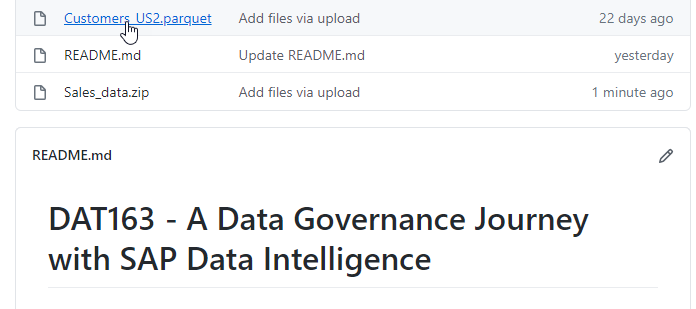 Customers_US2.parquet Add files via upload 22 days ago
README.md Update README.md yesterday
Sales_data.zip Add files via upload 1 minute ago
README.md
DAT163 - A Data Governance Journey
with SAP Data Intelligence